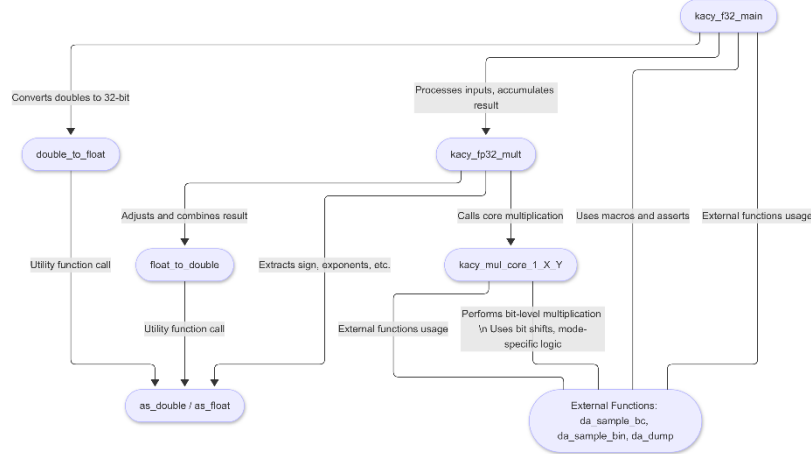 kacy_f32_main
Converts doubles to 32-bit
Processes inputs, accumulates
result
double_to_float
kacy_fp32_mult
Adjusts and combines result
Calls core multiplication
Uses macros and asserts
External functions usage
Utility function call
float_to_double
Extracts sign, exponents, etc.
kacy_mul_core_1_X_Y
Utility function call
External functions usage
Performs bit-level multiplication
\n Uses bit shifts, mode-
specific logic
as_double / as_float
External Functions:
da_sample_bc,
da_sample_bin, da_dump